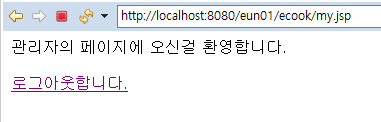 http://localhost:8080/eun01/ecook/my.jsp
관리자의 페이지에 오신걸 환영합니다.
로그아웃합니다.